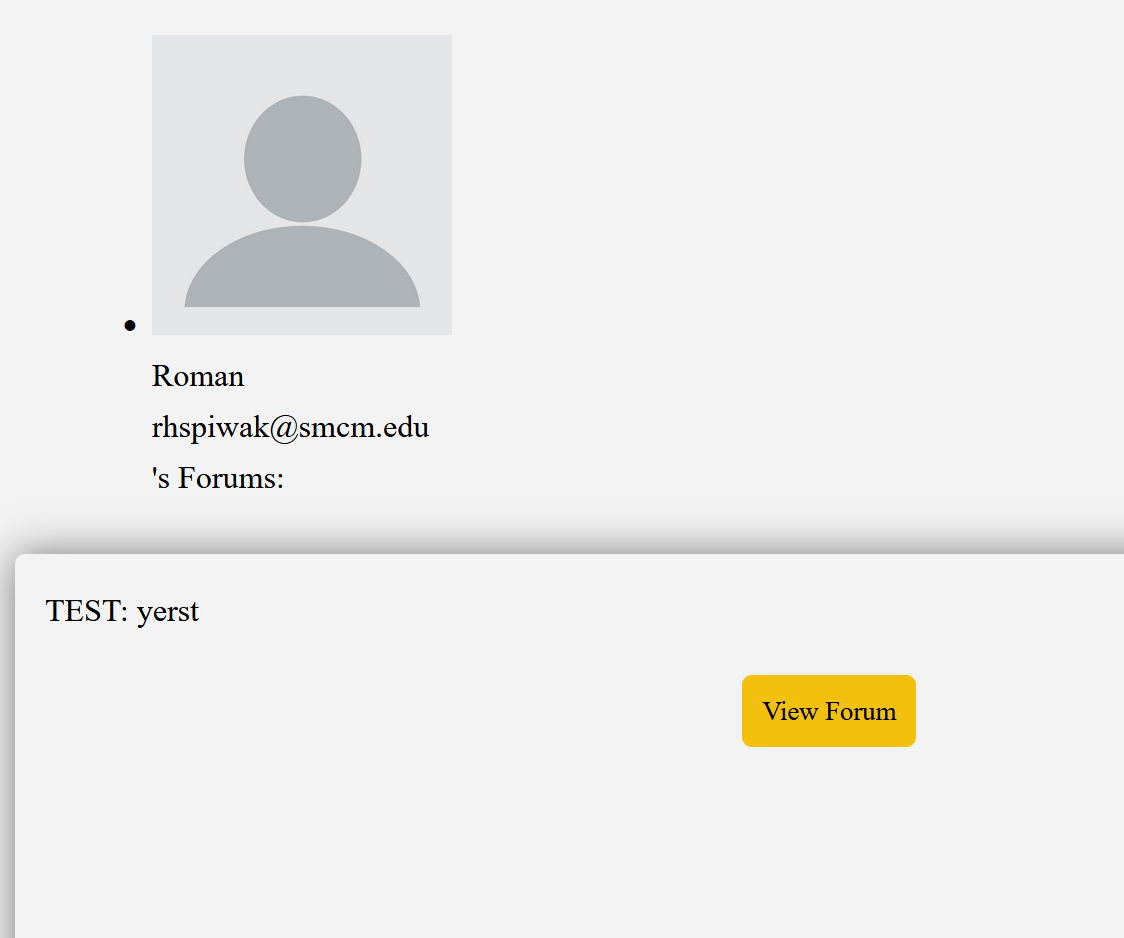 Roman
rhspiwak@smcm.edu
's Forums:
TEST: yerst
View Forum